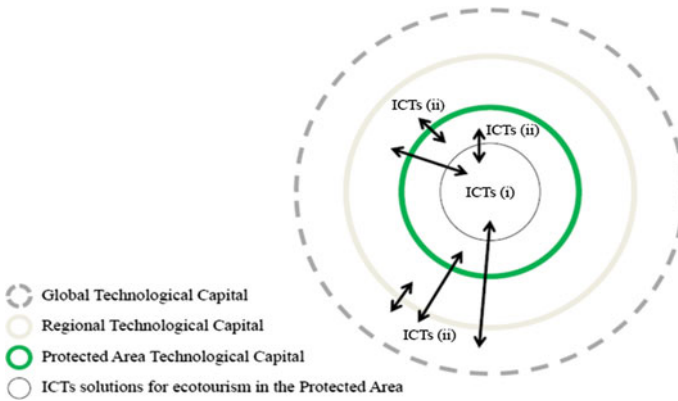 ICTs (ii)
ICTs (ii)
ICTs (i)
ICTs (ii)
Global Technological Capital
Regional Technological Capital
Protected Area Technological Capital
ICTs solutions for ecotourism in the Protected Area